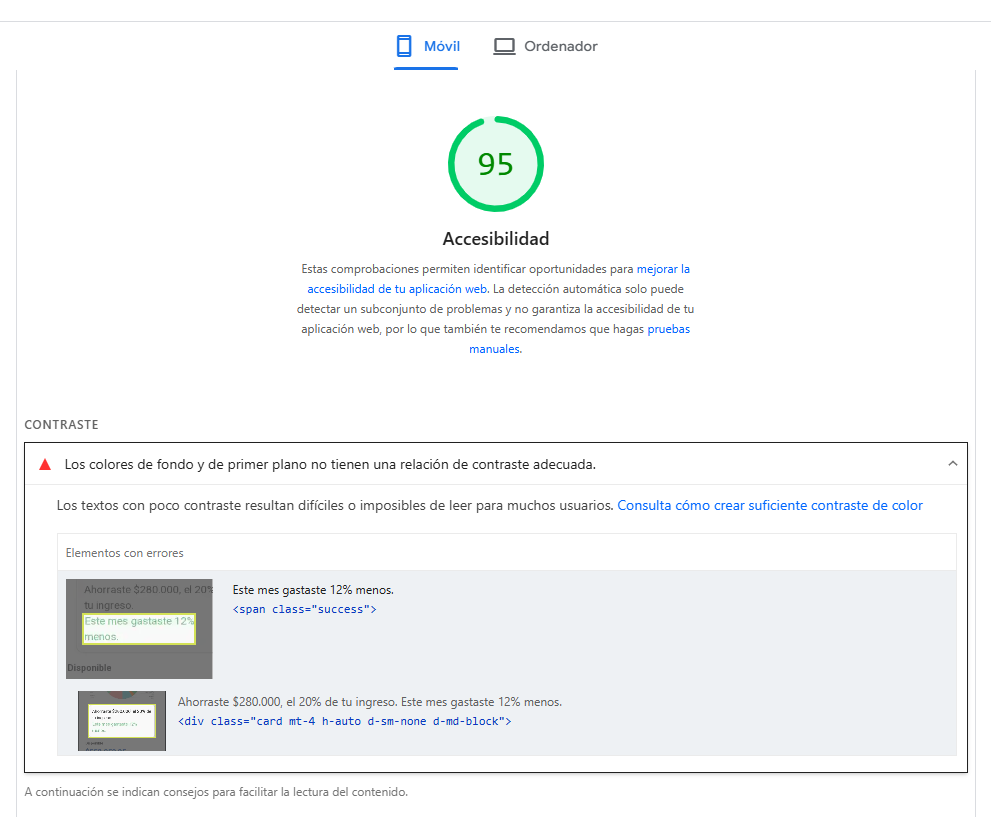 Móvil
Ordenador
95
Accesibilidad
Estas comprobaciones permiten identificar oportunidades para mejorar la
accesibilidad de tu aplicación web. La detección automática solo puede
detectar un subconjunto de problemas y no garantiza la accesibilidad de tu
aplicación web, por lo que también te recomendamos que hagas pruebas
manuales.
CONTRASTE
Los colores de fondo y de primer plano no tienen una relación de contraste adecuada.
Los textos con poco contraste resultan difíciles o imposibles de leer para muchos usuarios. Consulta cómo crear suficiente contraste de color
Elementos con errores
Ahorraste $280.000, el 20%
tu ingreso.
Este mes gastaste 12%
menos.
Disponible
Este mes gastaste 12% menos.
<span class="success">
Ahorraste $280.000, el 20% de tu ingreso. Este mes gastaste 12% menos.
<div class="card mt-4 h-auto d-sm-none d-md-block">
A continuación se indican consejos para facilitar la lectura del contenido.